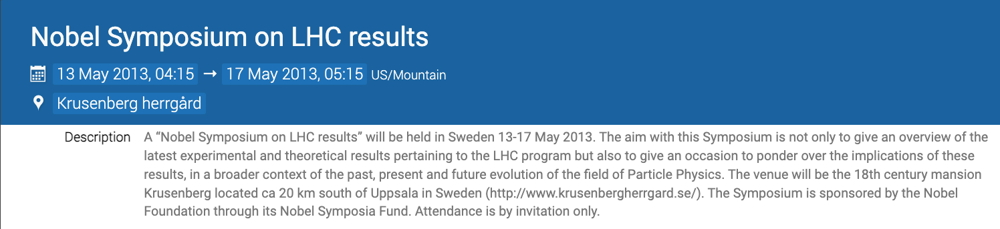 Nobel Symposium on LHC results
13 May 2013, 04:15 → 17 May 2013, 05:15 US/Mountain
Krusenberg herrgård
Description A “Nobel Symposium on LHC results” will be held in Sweden 13-17 May 2013. The aim with this Symposium is not only to give an overview of the
latest experimental and theoretical results pertaining to the LHC program but also to give an occasion to ponder over the implications of these
results, in a broader context of the past, present and future evolution of the field of Particle Physics. The venue will be the 18th century mansion
Krusenberg located ca 20 km south of Uppsala in Sweden (http://www.krusenbergherrgard.se/). The Symposium is sponsored by the Nobel
Foundation through its Nobel Symposia Fund. Attendance is by invitation only.